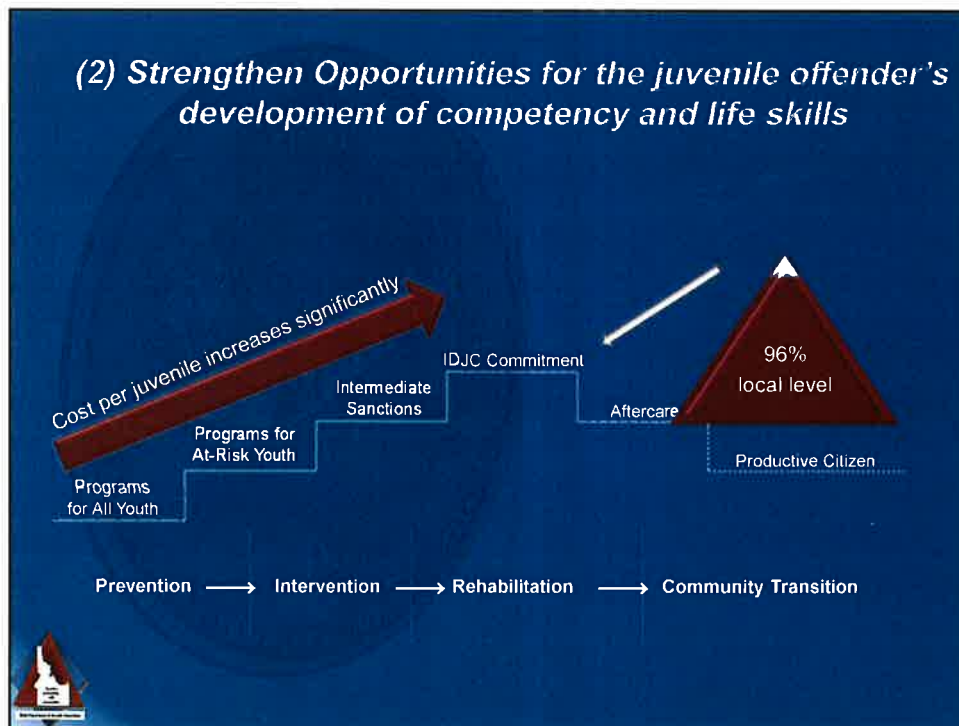 (2) Strengthen Opportunities for the juvenile offender's
development of competency and life skills
Cost per juvenile increases significantly
IDJC Commitment
96%
local level
Intermediate
Sanctions
Aftercare
Programs for
At-Risk Youth
Productive Citizen
Programs
for All Youth
Prevention → Intervention → Rehabilitation → Community Transition